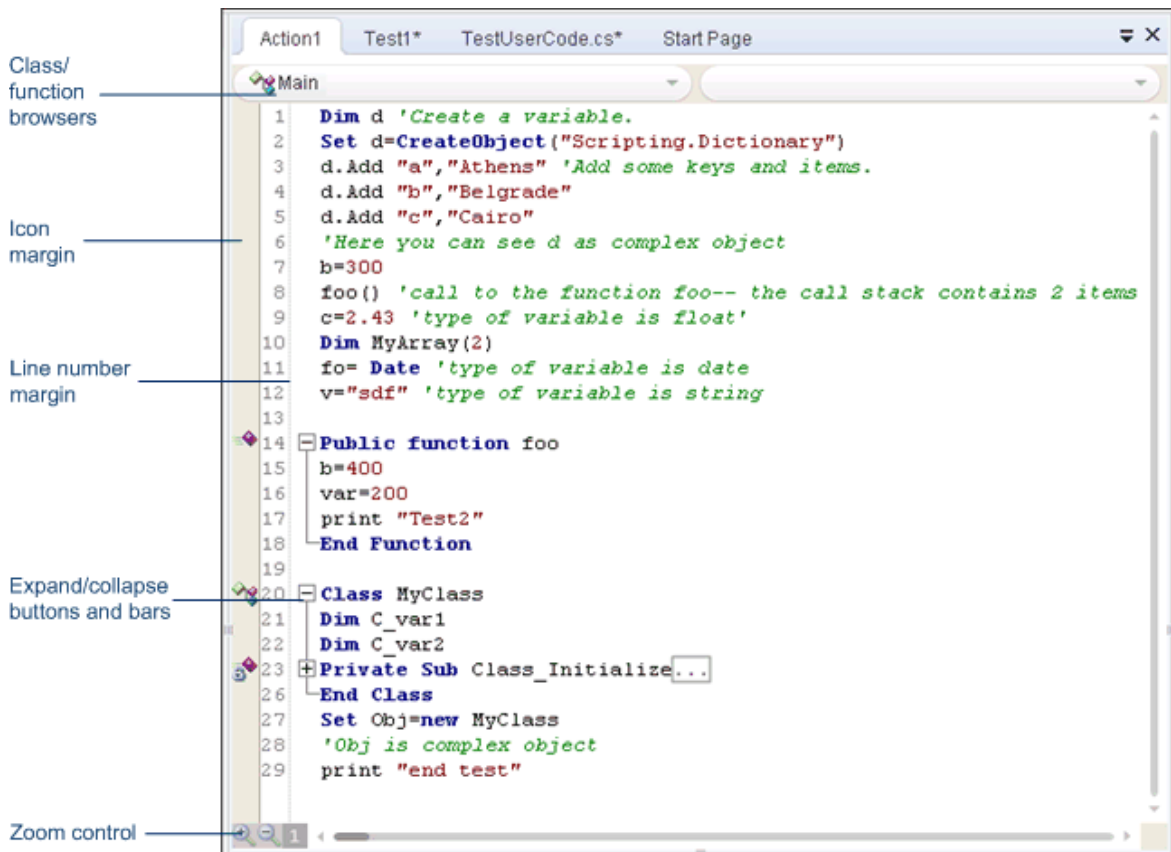 Action1 Test1* TestUserCode.cs* Start Page
Class/
function
browsers
Main
1 Dim d 'Create a variable.
2 Set d=CreateObject("Scripting.Dictionary")
3 d.Add "a","Athens" 'Add some keys and items.
4 d.Add "b","Belgrade"
5 d.Add "c","Cairo"
Icon
margin
6 'Here you can see d as complex object
7 b=300
8 foo() 'call to the function foo-- the call stack contains 2 items
9 c=2.43 'type of variable is float'
10 Dim MyArray(2)
Line number
margin
11 fo= Date 'type of variable is date
12 v="sdf" 'type of variable is string
13
14 Public function foo
15 b=400
16 var=200
17 print "Test2"
18 End Function
19
Expand/collapse
buttons and bars
20 Class MyClass
21 Dim C_var1
22 Dim C_var2
23 Private Sub Class_Initialize...
26 End Class
27 Set Obj=new MyClass
28 'Obj is complex object
29 print "end test"
Zoom control
1